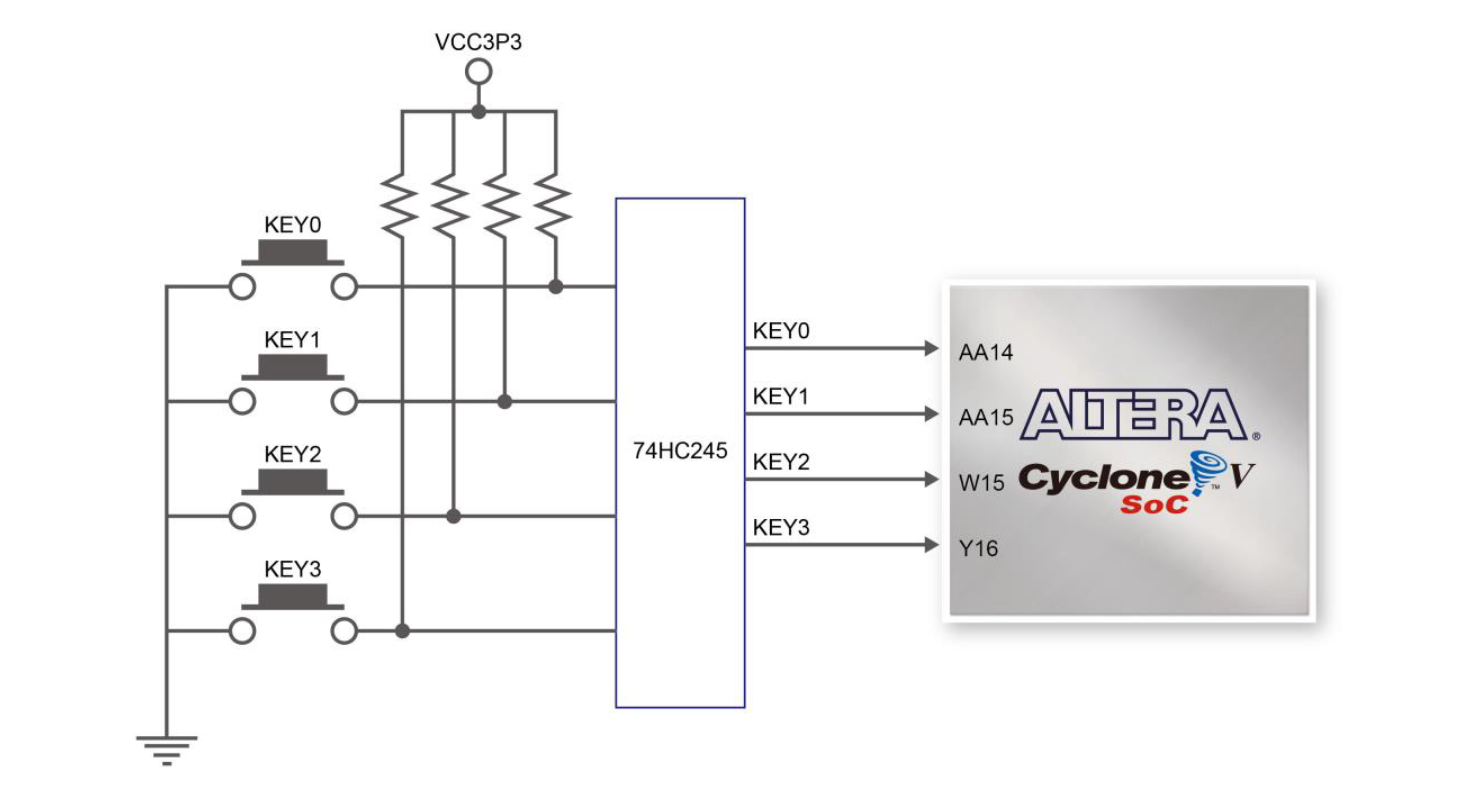 VCC3P3
KEY0
KEY1
KEY2
KEY3
74HC245
KEY0
KEY1
KEY2
KEY3
AA14
AA15
W15
Y16
ALTERA®
Cyclone™ V
SoC